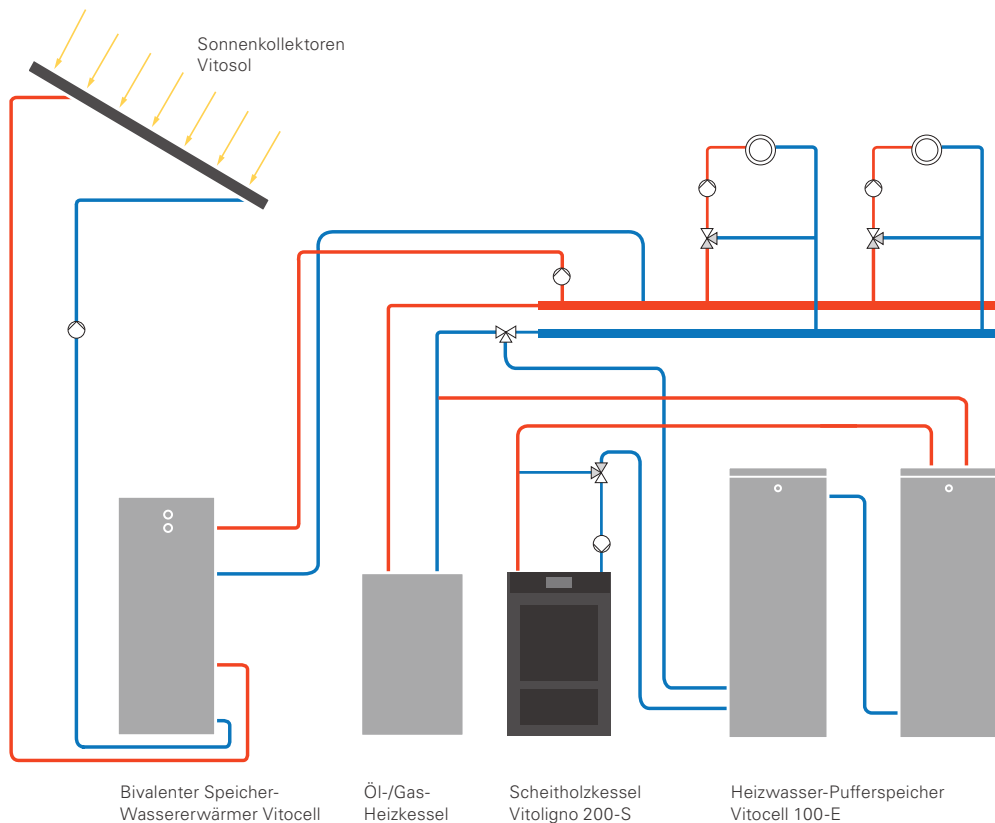 Sonnenkollektoren
Vitosol
Bivalenter Speicher-
Wassererwärmer Vitocell
Öl-/Gas-
Heizkessel
Scheitholzkessel
Vitoligno 200-S
Heizwasser-Pufferspeicher
Vitocell 100-E